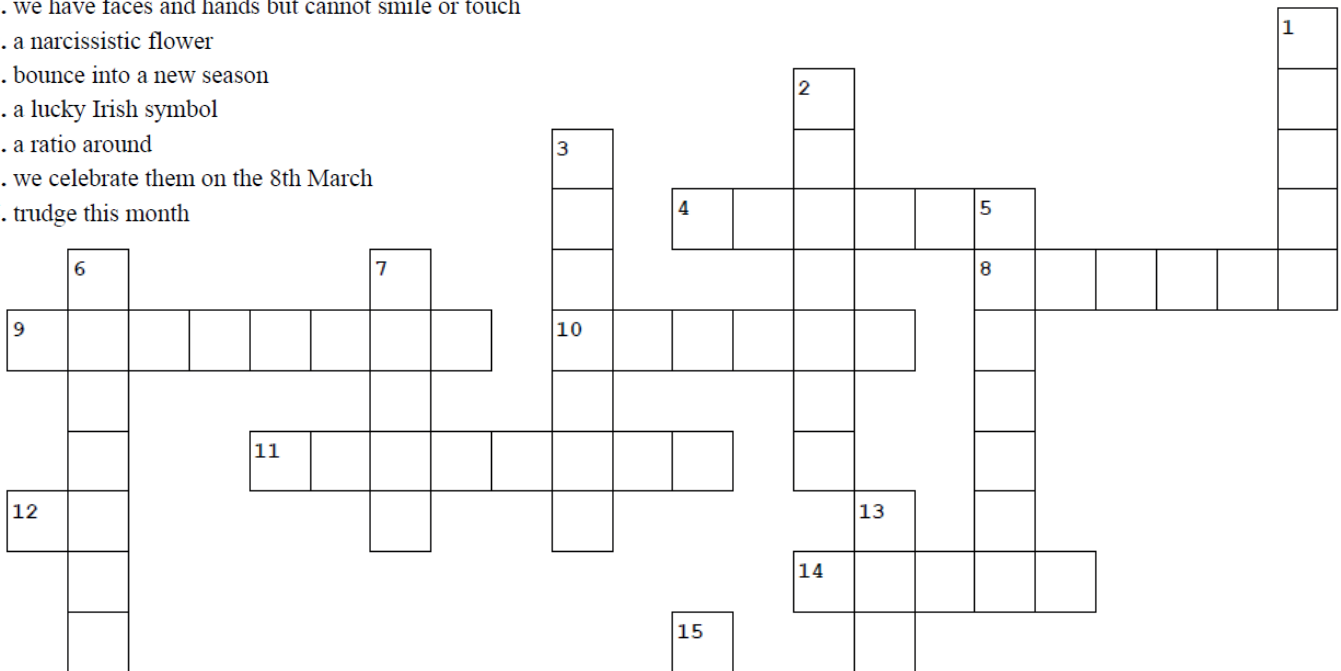 . we have faces and hands but cannot smile or touch
. a narcissistic flower
. bounce into a new season
. a lucky Irish symbol
. a ratio around
. we celebrate them on the 8th March
. trudge this month
1
2
3
4 5
6 7 8
9 10
11
12 13
14
15